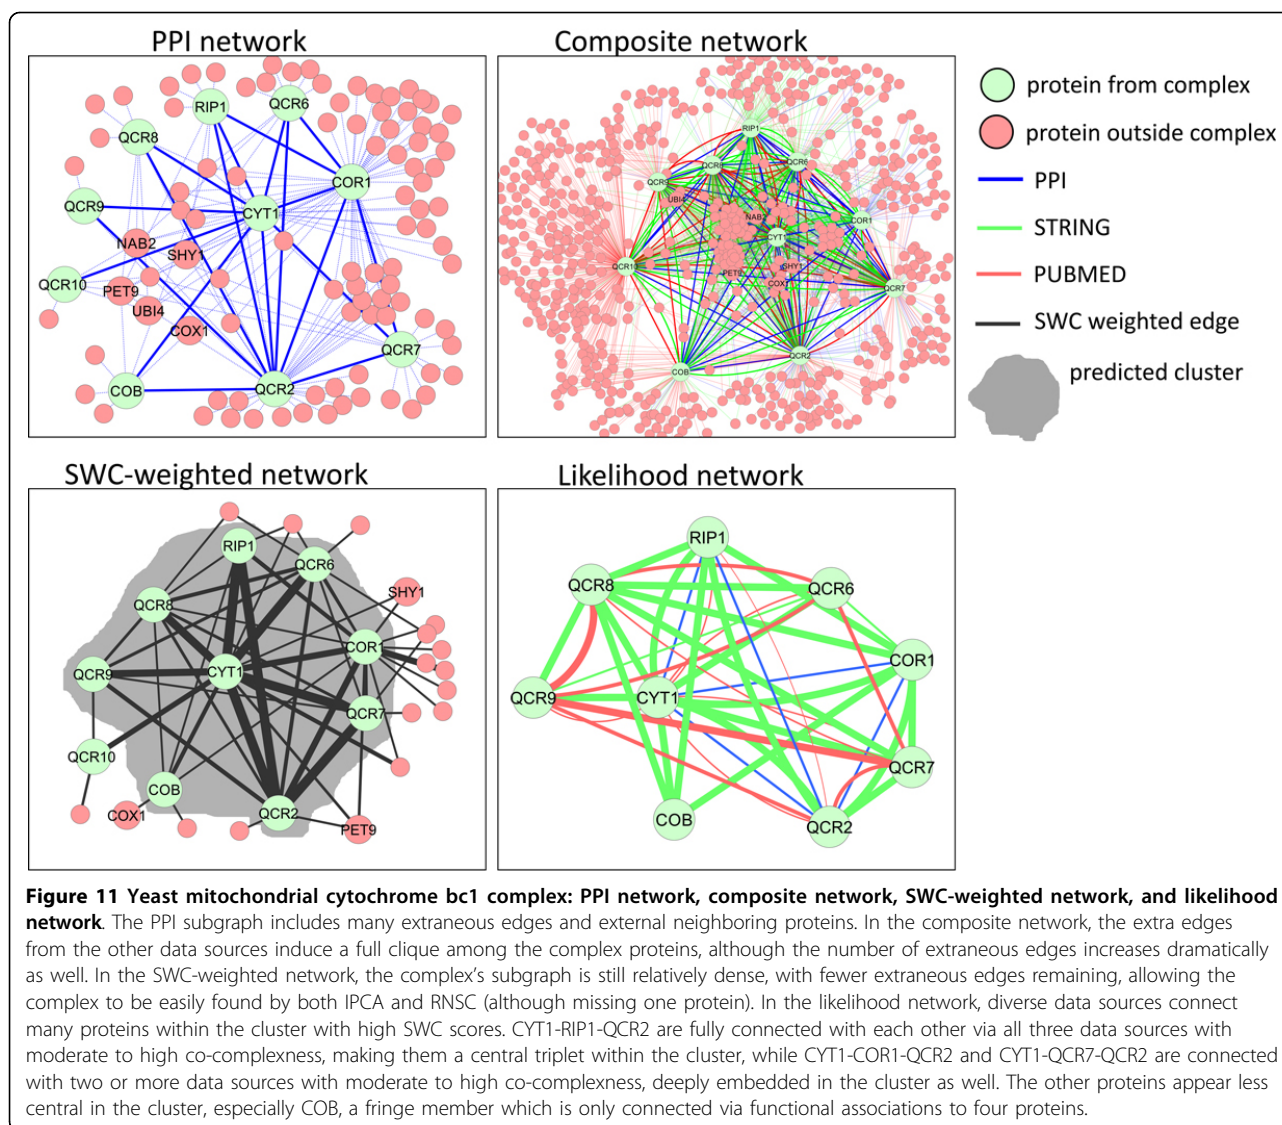 PPI network
RIP1
QCR6
QCR8
COR1
QCR9
CYT1
NAB2
SHY1
QCR10
PET9
UBI4
COX1
QCR7
COB
QCR2
Composite network
RIP1
QCR6
UBI4
NAB2
COR1
CYT1
QCR10
SHY1
QCR7
QCR2
COB
protein from complex
protein outside complex
PPI
STRING
PUBMED
SWC weighted edge
predicted cluster
SWC-weighted network
RIP1
QCR6
SHY1
QCR8
COR1
QCR9
CYT1
QCR7
QCR10
COB
COX1
QCR2
PET9
Likelihood network
RIP1
QCR8
QCR6
COR1
QCR9
CYT1
QCR7
COB
QCR2
Figure 11 Yeast mitochondrial cytochrome bc1 complex: PPI network, composite network, SWC-weighted network, and likelihood
network. The PPI subgraph includes many extraneous edges and external neighboring proteins. In the composite network, the extra edges
from the other data sources induce a full clique among the complex proteins, although the number of extraneous edges increases dramatically
as well. In the SWC-weighted network, the complex's subgraph is still relatively dense, with fewer extraneous edges remaining, allowing the
complex to be easily found by both IPCA and RNSC (although missing one protein). In the likelihood network, diverse data sources connect
many proteins within the cluster with high SWC scores. CYT1-RIP1-QCR2 are fully connected with each other via all three data sources with
moderate to high co-complexness, making them a central triplet within the cluster, while CYT1-COR1-QCR2 and CYT1-QCR7-QCR2 are connected
with two or more data sources with moderate to high co-complexness, deeply embedded in the cluster as well. The other proteins appear less
central in the cluster, especially COB, a fringe member which is only connected via functional associations to four proteins.